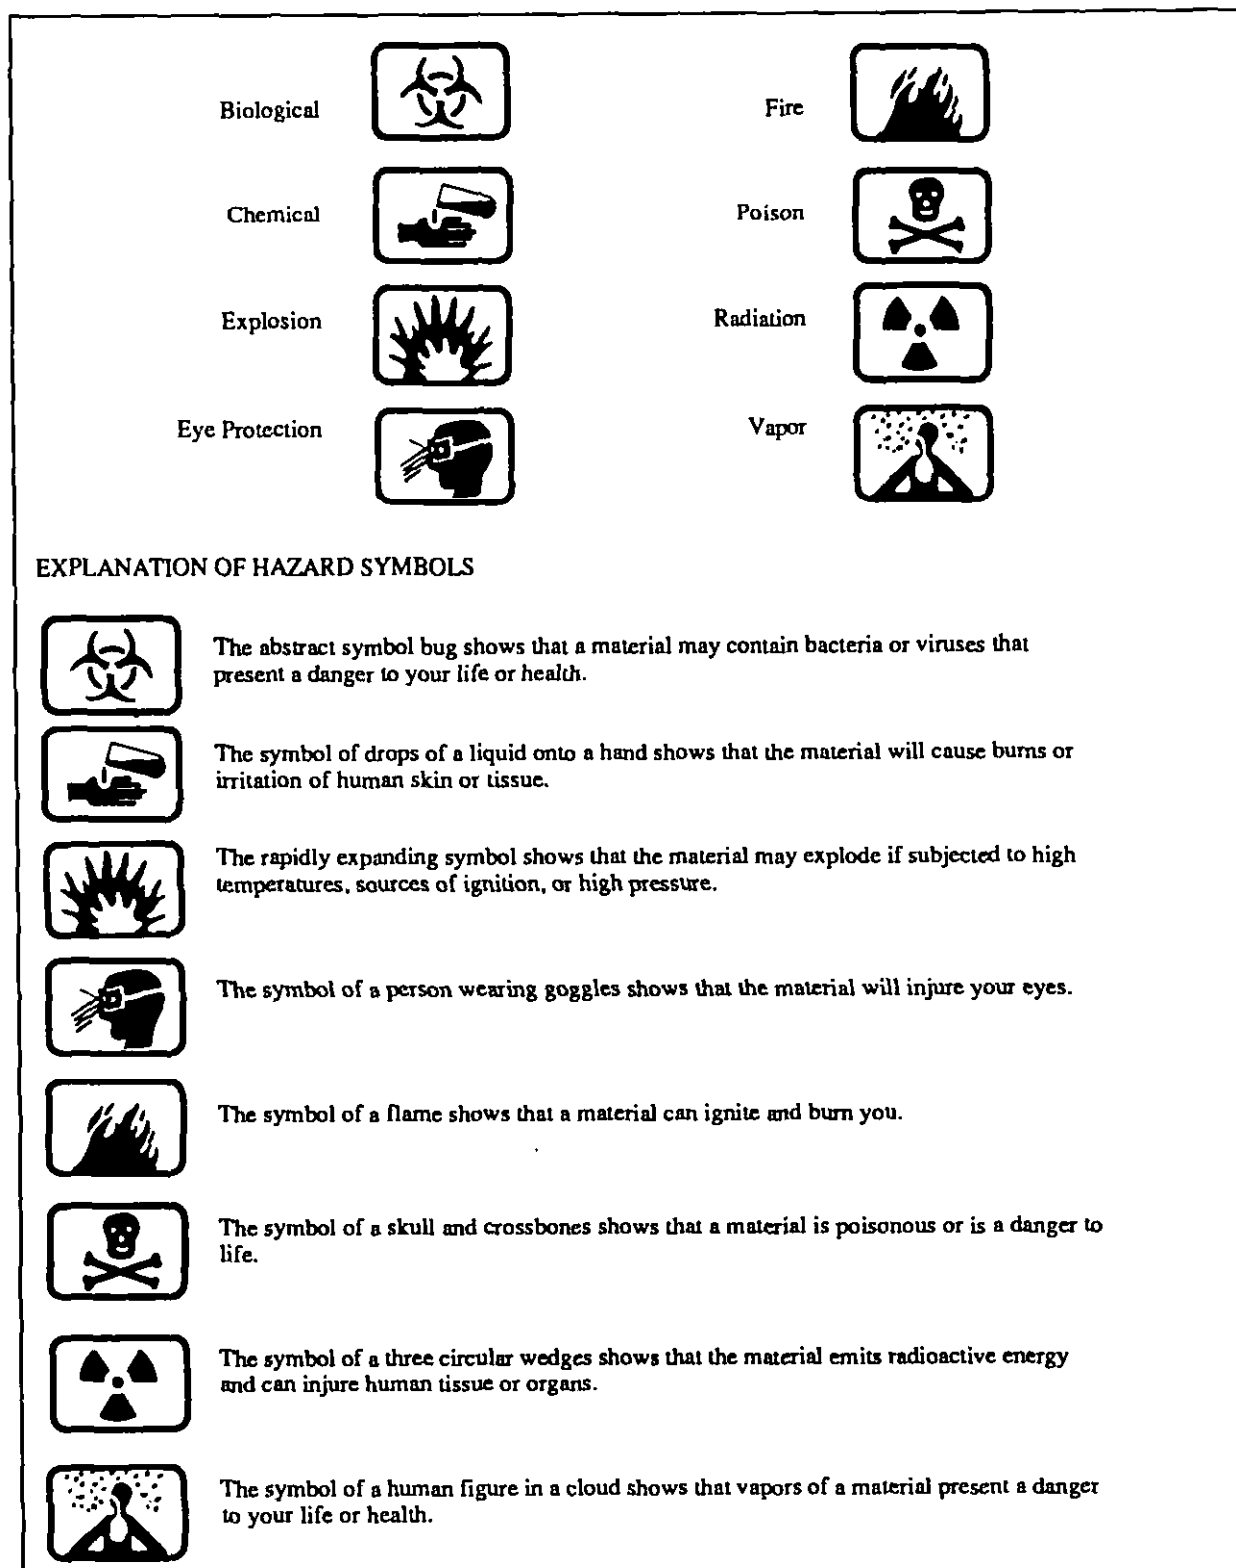 Biological
Fire
Chemical
Poison
Explosion
Radiation
Eye Protection
Vapor
EXPLANATION OF HAZARD SYMBOLS
The abstract symbol bug shows that a material may contain bacteria or viruses that
present a danger to your life or health.
The symbol of drops of a liquid onto a hand shows that the material will cause burns or
irritation of human skin or tissue.
The rapidly expanding symbol shows that the material may explode if subjected to high
temperatures, sources of ignition, or high pressure.
The symbol of a person wearing goggles shows that the material will injure your eyes.
The symbol of a flame shows that a material can ignite and burn you.
The symbol of a skull and crossbones shows that a material is poisonous or is a danger to
life.
The symbol of a three circular wedges shows that the material emits radioactive energy
and can injure human tissue or organs.
The symbol of a human figure in a cloud shows that vapors of a material present a danger
to your life or health.